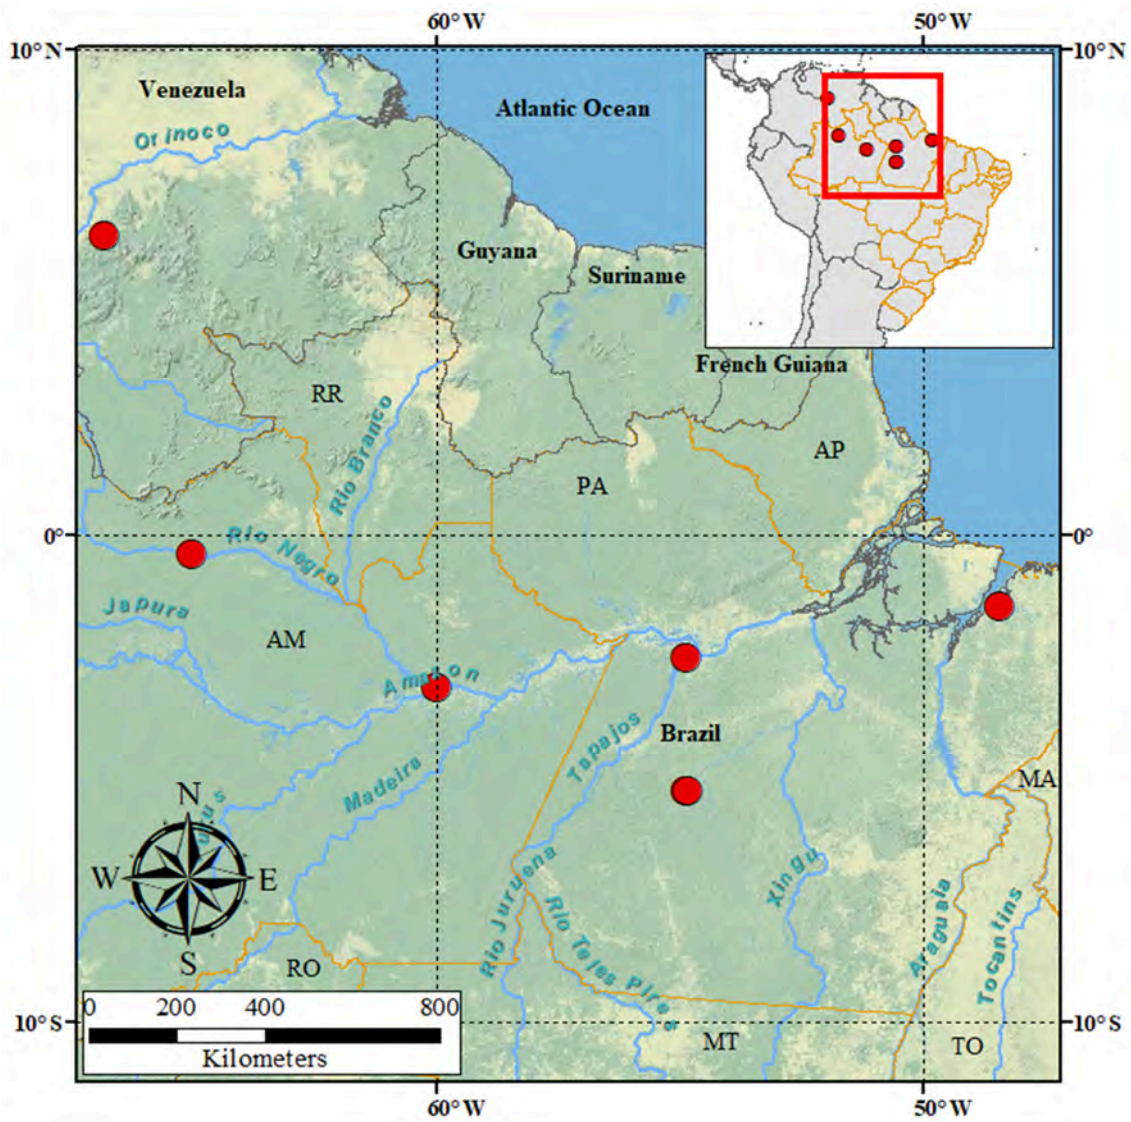 60°W
50°W
10°N
10°N
Venezuela
Atlantic Ocean
Orinoco
Guyana
Suriname
French Guiana
RR
Rio Branco
AP
PA
0°
0°
Rio Negro
Japura
AM
Amazon
Brazil
Tapajos
Madeira
MA
N
urus
W
E
S
Rio Juruena
Xingu
Rio Teles Pires
Araguaia
Tocantins
RO
0
200
400
800
Kilometers
10°S
10°S
MT
TO
60°W
50°W